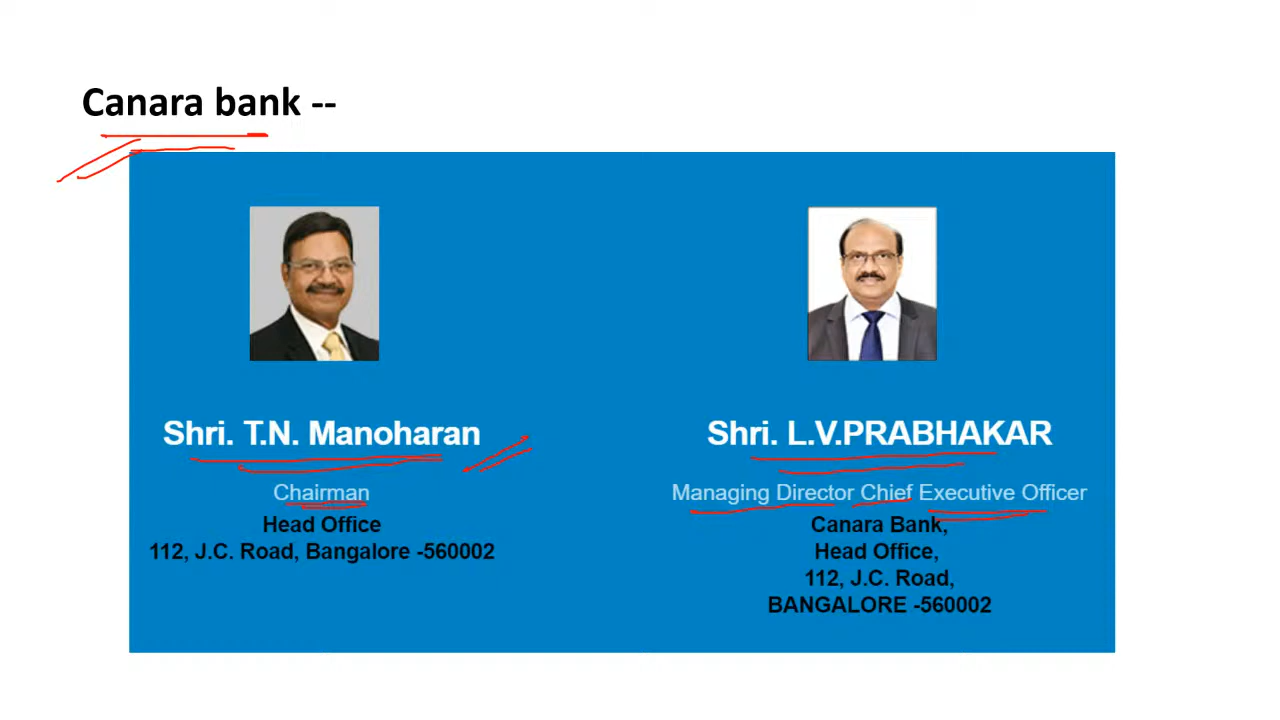 Canara bank --
Shri. T.N. Manoharan
Chairman
Head Office
112, J.C. Road, Bangalore -560002
Shri. L.V.PRABHAKAR
Managing Director Chief Executive Officer
Canara Bank,
Head Office,
112, J.C. Road,
BANGALORE -560002